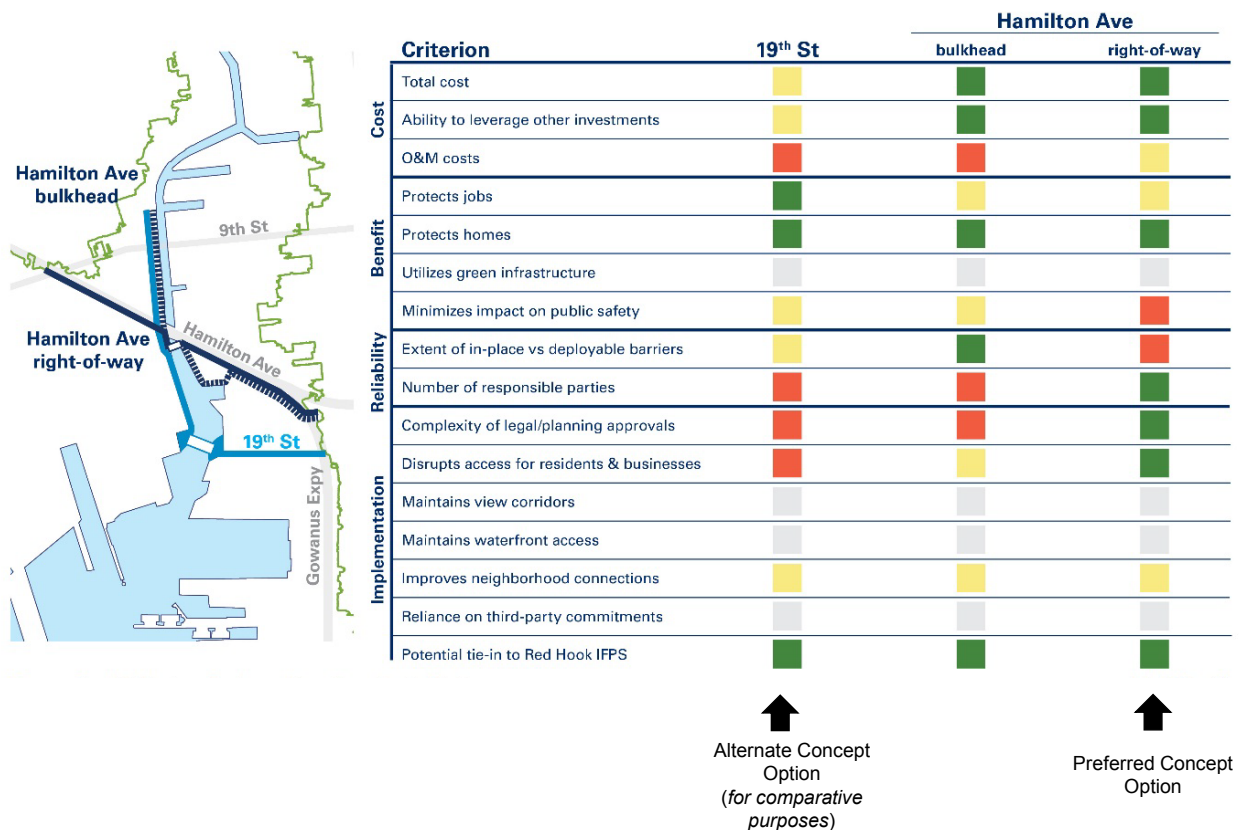 Hamilton Ave
bulkhead
9th St
Hamilton Ave
right-of-way
Hamilton Ave
19th St
Gowanus Expy
Hamilton Ave
Criterion 19th St bulkhead right-of-way
Cost
Total cost
Ability to leverage other investments
O&M costs
Benefit
Protects jobs
Protects homes
Utilizes green infrastructure
Minimizes impact on public safety
Reliability
Extent of in-place vs deployable barriers
Number of responsible parties
Implementation
Complexity of legal/planning approvals
Disrupts access for residents & businesses
Maintains view corridors
Maintains waterfront access
Improves neighborhood connections
Reliance on third-party commitments
Potential tie-in to Red Hook IFPS
Alternate Concept
Option
(for comparative
purposes)
Preferred Concept
Option